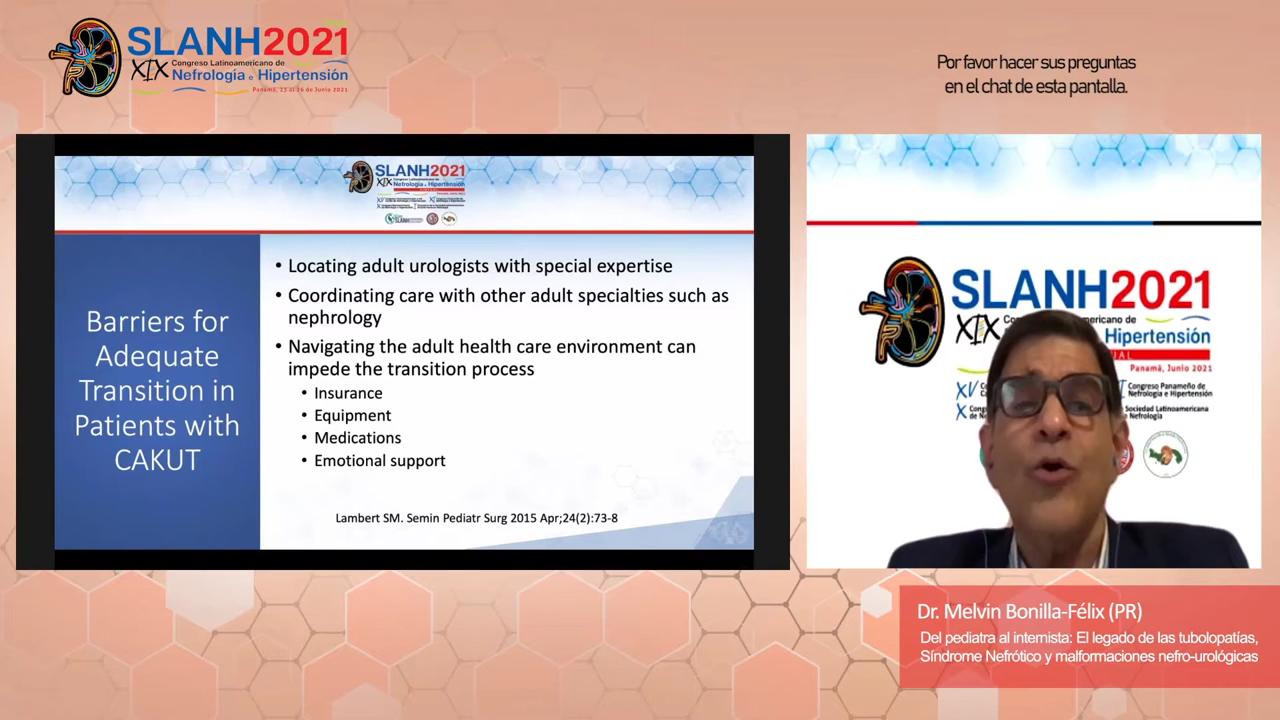 SLANH2021
XIX Congreso Latinoamericano de
Nefrología e Hipertensión
Panamá, 23 al 26 de Junio 2021
Por favor hacer sus preguntas
en el chat de esta pantalla.
SLANH2021
XIX
Nefrología e Hipertensión
Barriers for
Adequate
Transition in
Patients with
CAKUT
• Locating adult urologists with special expertise
• Coordinating care with other adult specialties such as
nephrology
• Navigating the adult health care environment can
impede the transition process
• Insurance
• Equipment
• Medications
• Emotional support
Lambert SM. Semin Pediatr Surg 2015 Apr;24(2):73-8
SLANH2021
XIX
Hipertensión
Panamá, Junio 2021
XV
Congreso Panameño de
Nefrología e Hipertensión
X
Sociedad Latinoamericana
Dr. Melvin Bonilla-Félix (PR)
Del pediatra al internista: El legado de las tubolopatías,
Síndrome Nefrótico y malformaciones nefro-urológicas